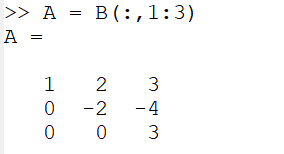 >> A = B(:,1:3)
A =
1 2 3
0 -2 -4
0 0 3